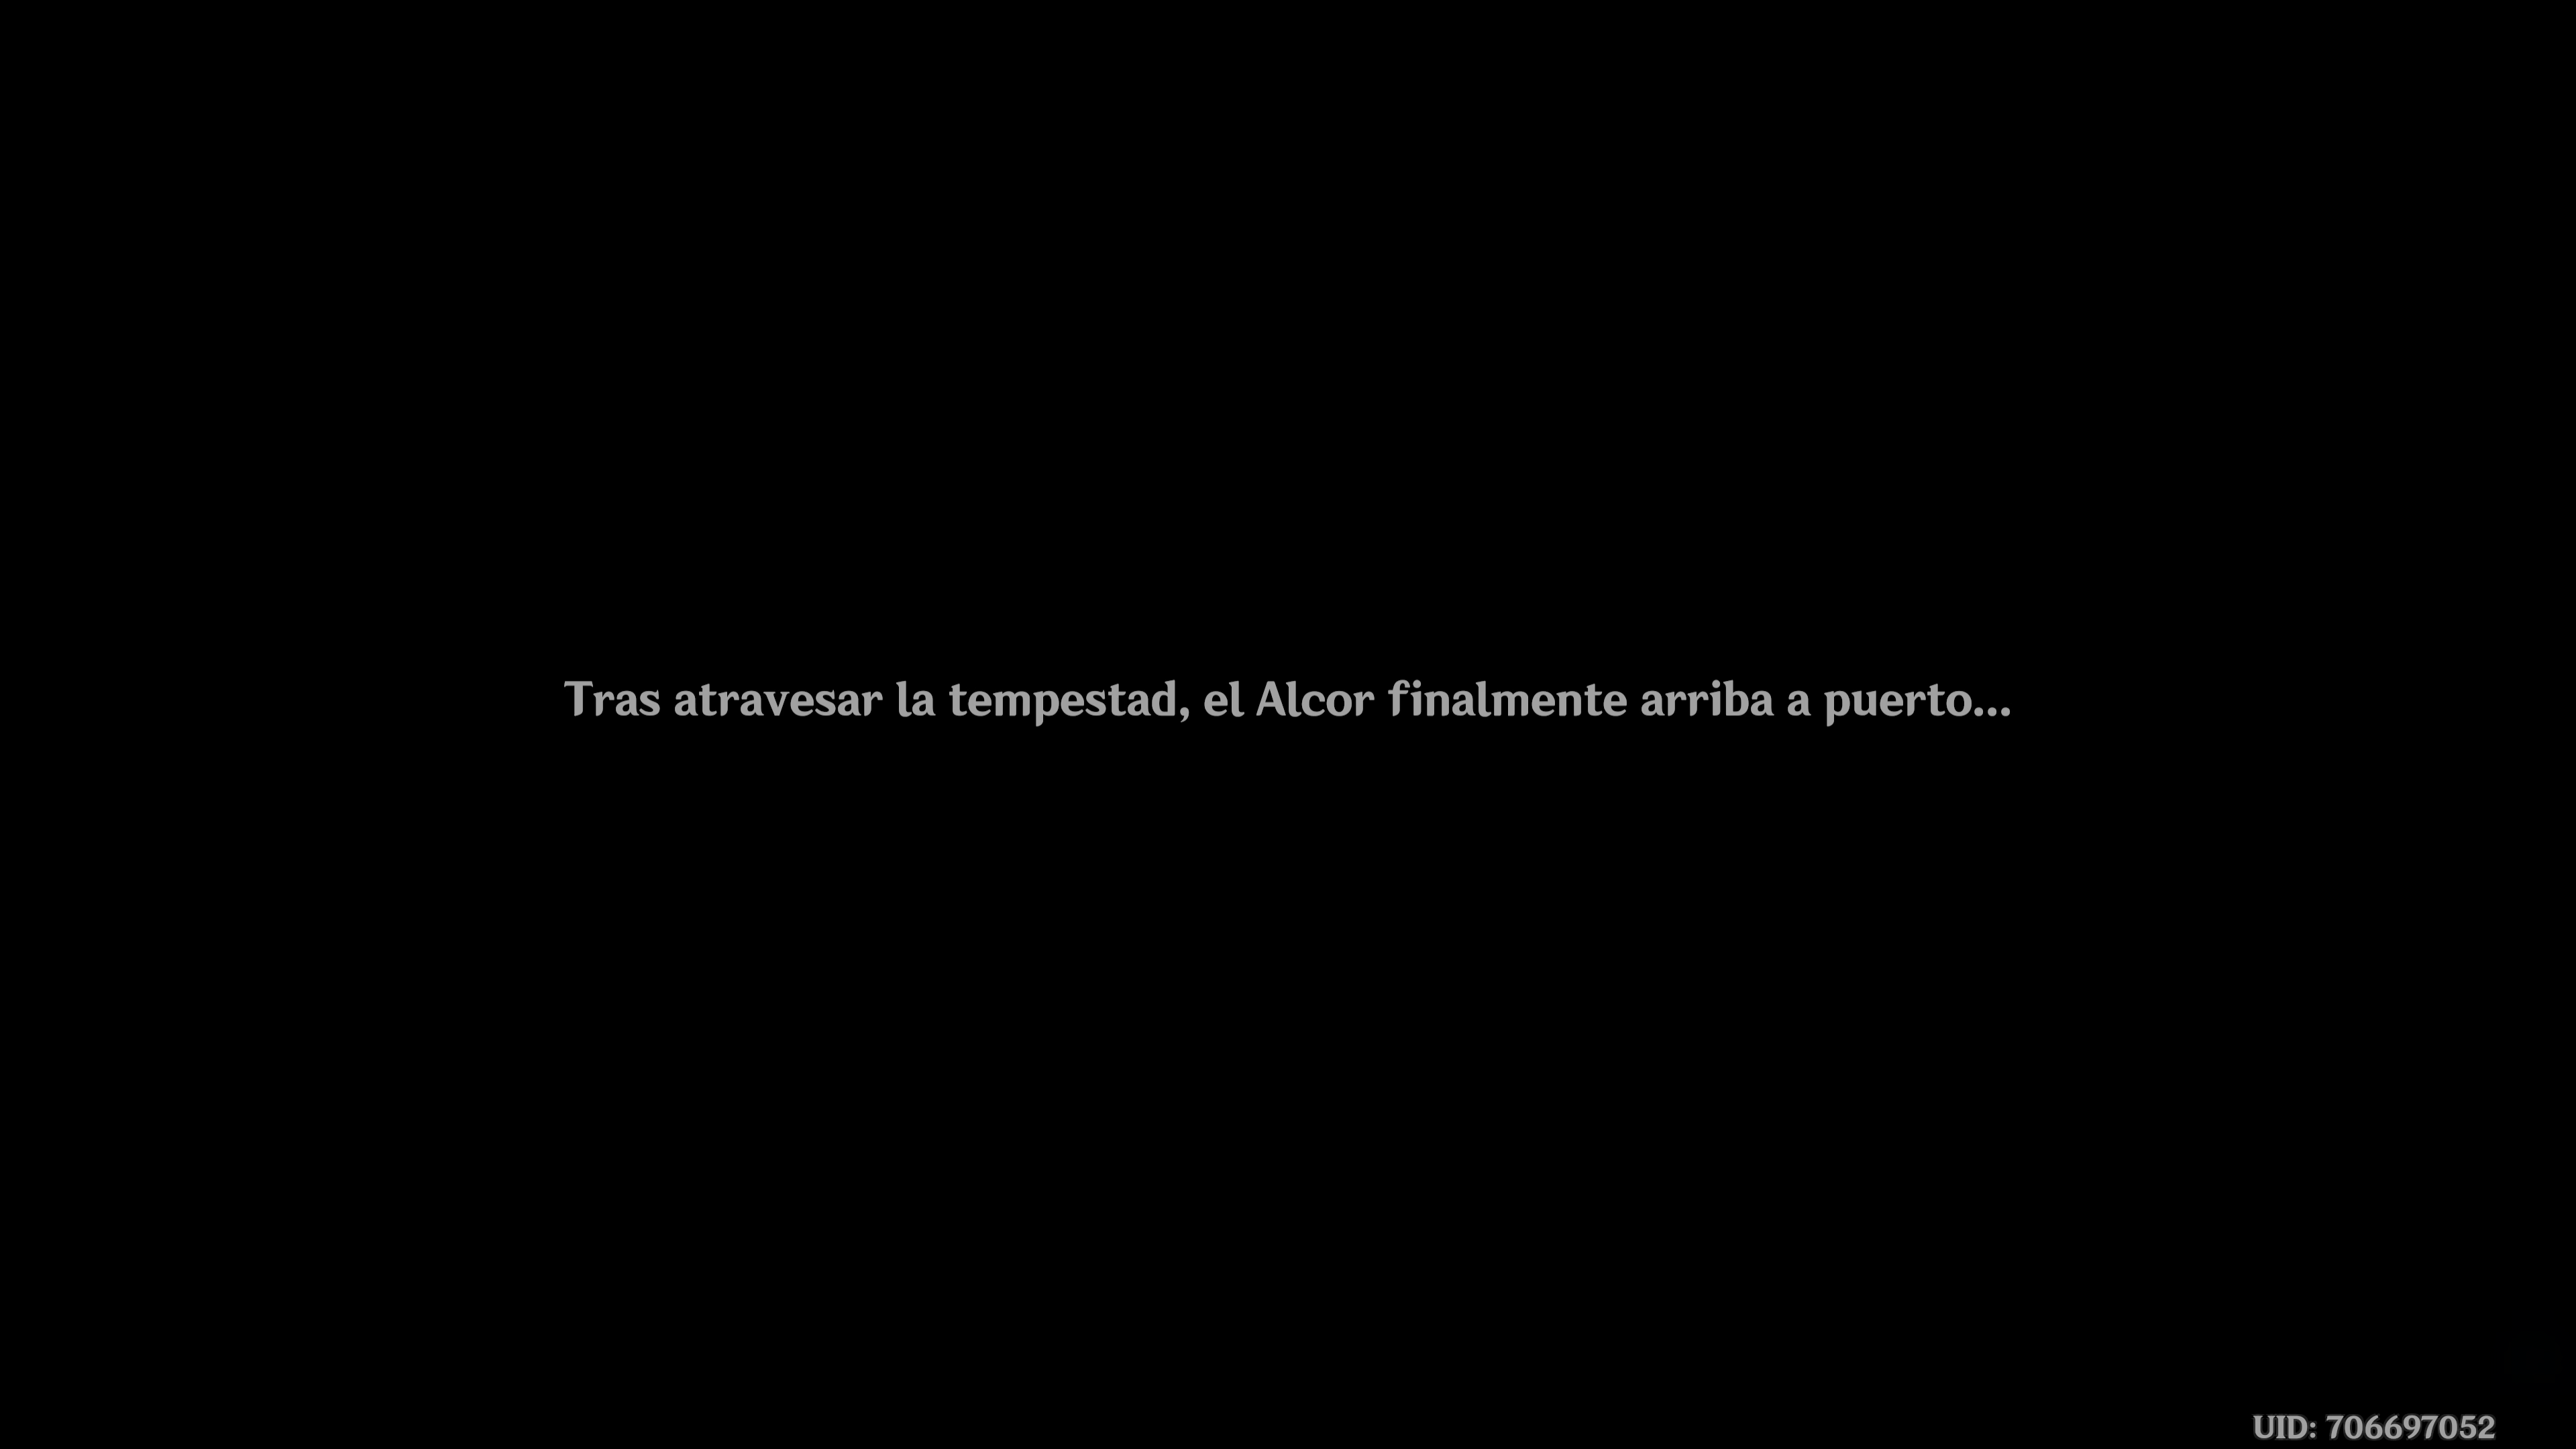 Tras atravesar la tempestad, el Alcor finalmente arriba a puerto...
UID: 706697052